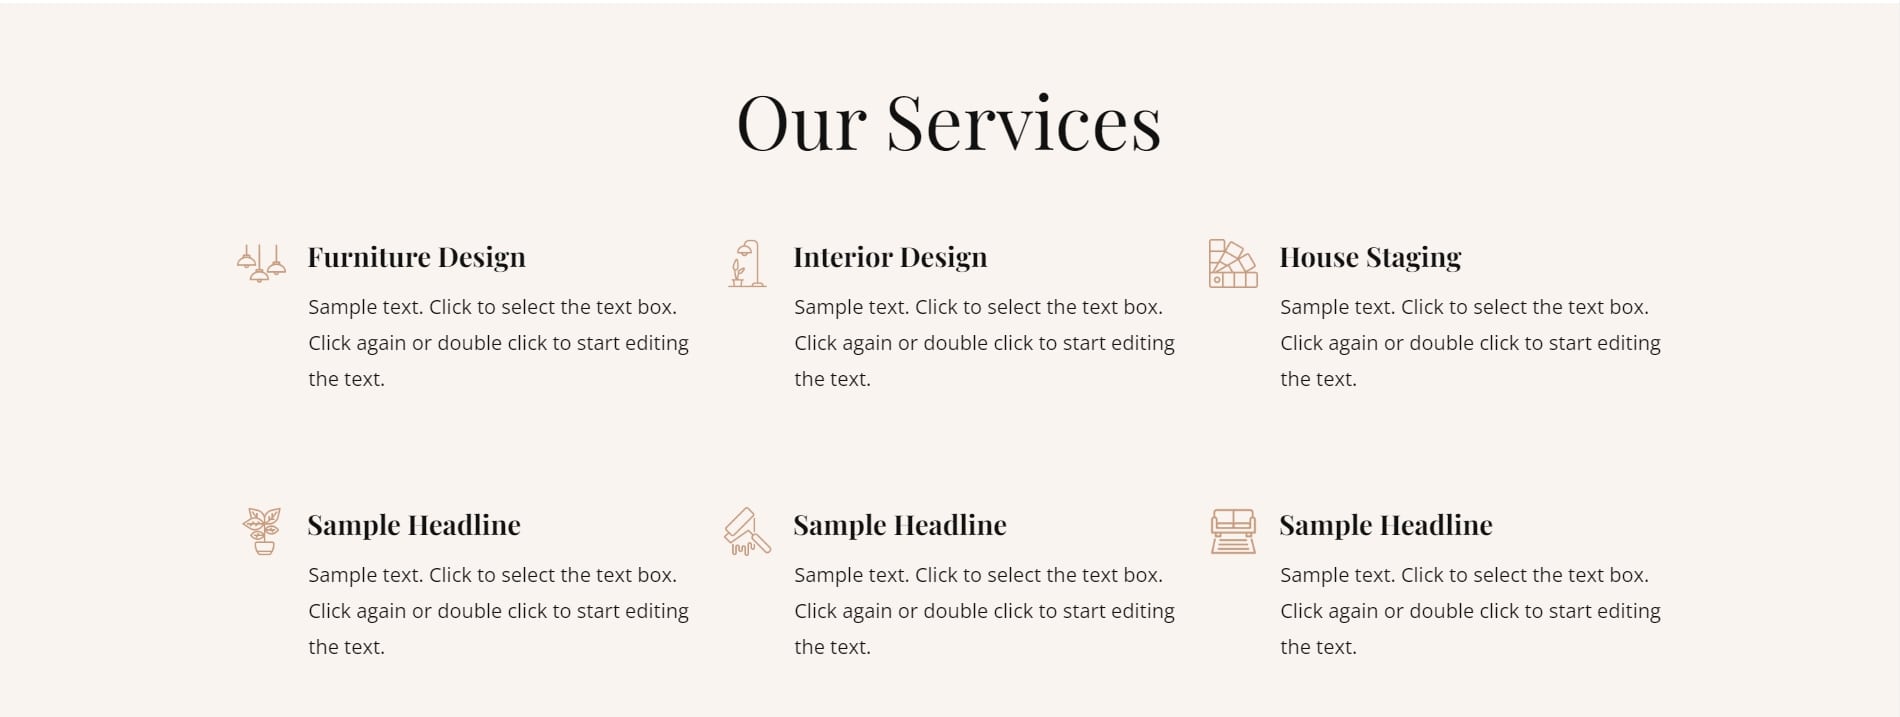 Our Services
Furniture Design
Sample text. Click to select the text box.
Click again or double click to start editing
the text.
Interior Design
Sample text. Click to select the text box.
Click again or double click to start editing
the text.
House Staging
Sample text. Click to select the text box.
Click again or double click to start editing
the text.
Sample Headline
Sample text. Click to select the text box.
Click again or double click to start editing
the text.
Sample Headline
Sample text. Click to select the text box.
Click again or double click to start editing
the text.
Sample Headline
Sample text. Click to select the text box.
Click again or double click to start editing
the text.